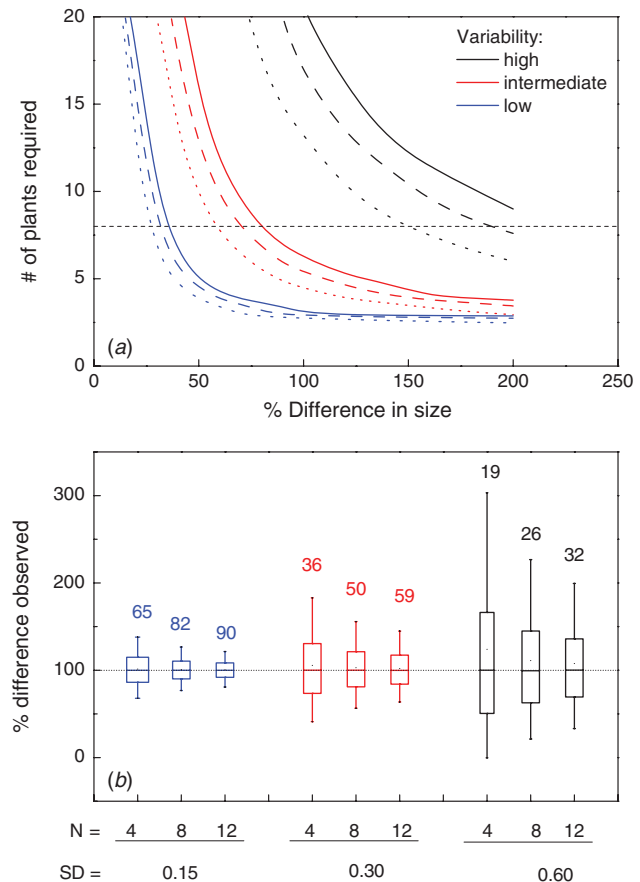 20
15
10
5
0
# of plants required
Variability:
high
intermediate
low
(a)
0 50 100 150 200 250
% Difference in size
300
200
100
0
% difference observed
65 82 90
36 50 59
19 26 32
(b)
N = 4 8 12 4 8 12 4 8 12
SD = 0.15 0.30 0.60